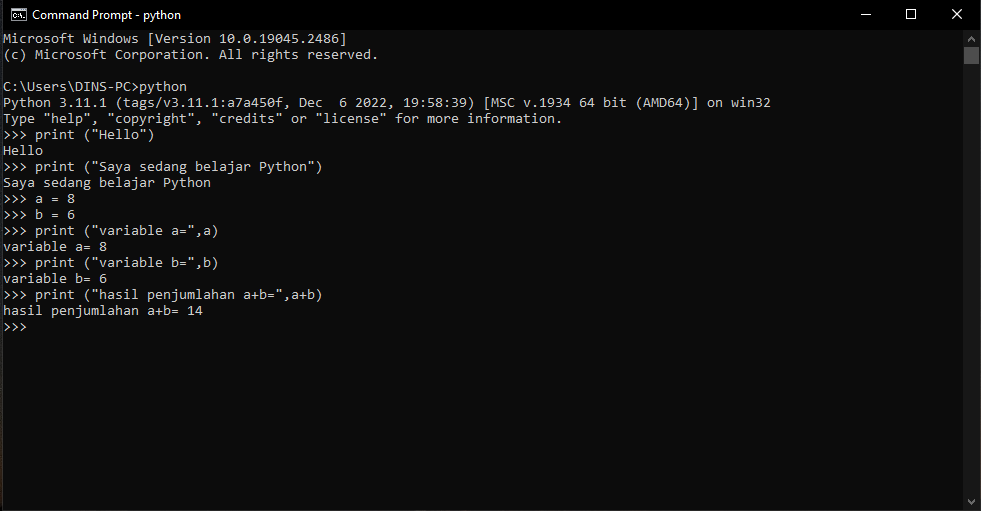 Command Prompt - python
Microsoft Windows [Version 10.0.19045.2486]
(c) Microsoft Corporation. All rights reserved.
C:\Users\DINS-PC>python
Python 3.11.1 (tags/v3.11.1:a7a450f, Dec  6 2022, 19:58:39) [MSC v.1934 64 bit (AMD64)] on win32
Type "help", "copyright", "credits" or "license" for more information.
>>> print ("Hello")
Hello
>>> print ("Saya sedang belajar Python")
Saya sedang belajar Python
>>> a = 8
>>> b = 6
>>> print ("variable a=",a)
variable a= 8
>>> print ("variable b=",b)
variable b= 6
>>> print ("hasil penjumlahan a+b=",a+b)
hasil penjumlahan a+b= 14
>>>